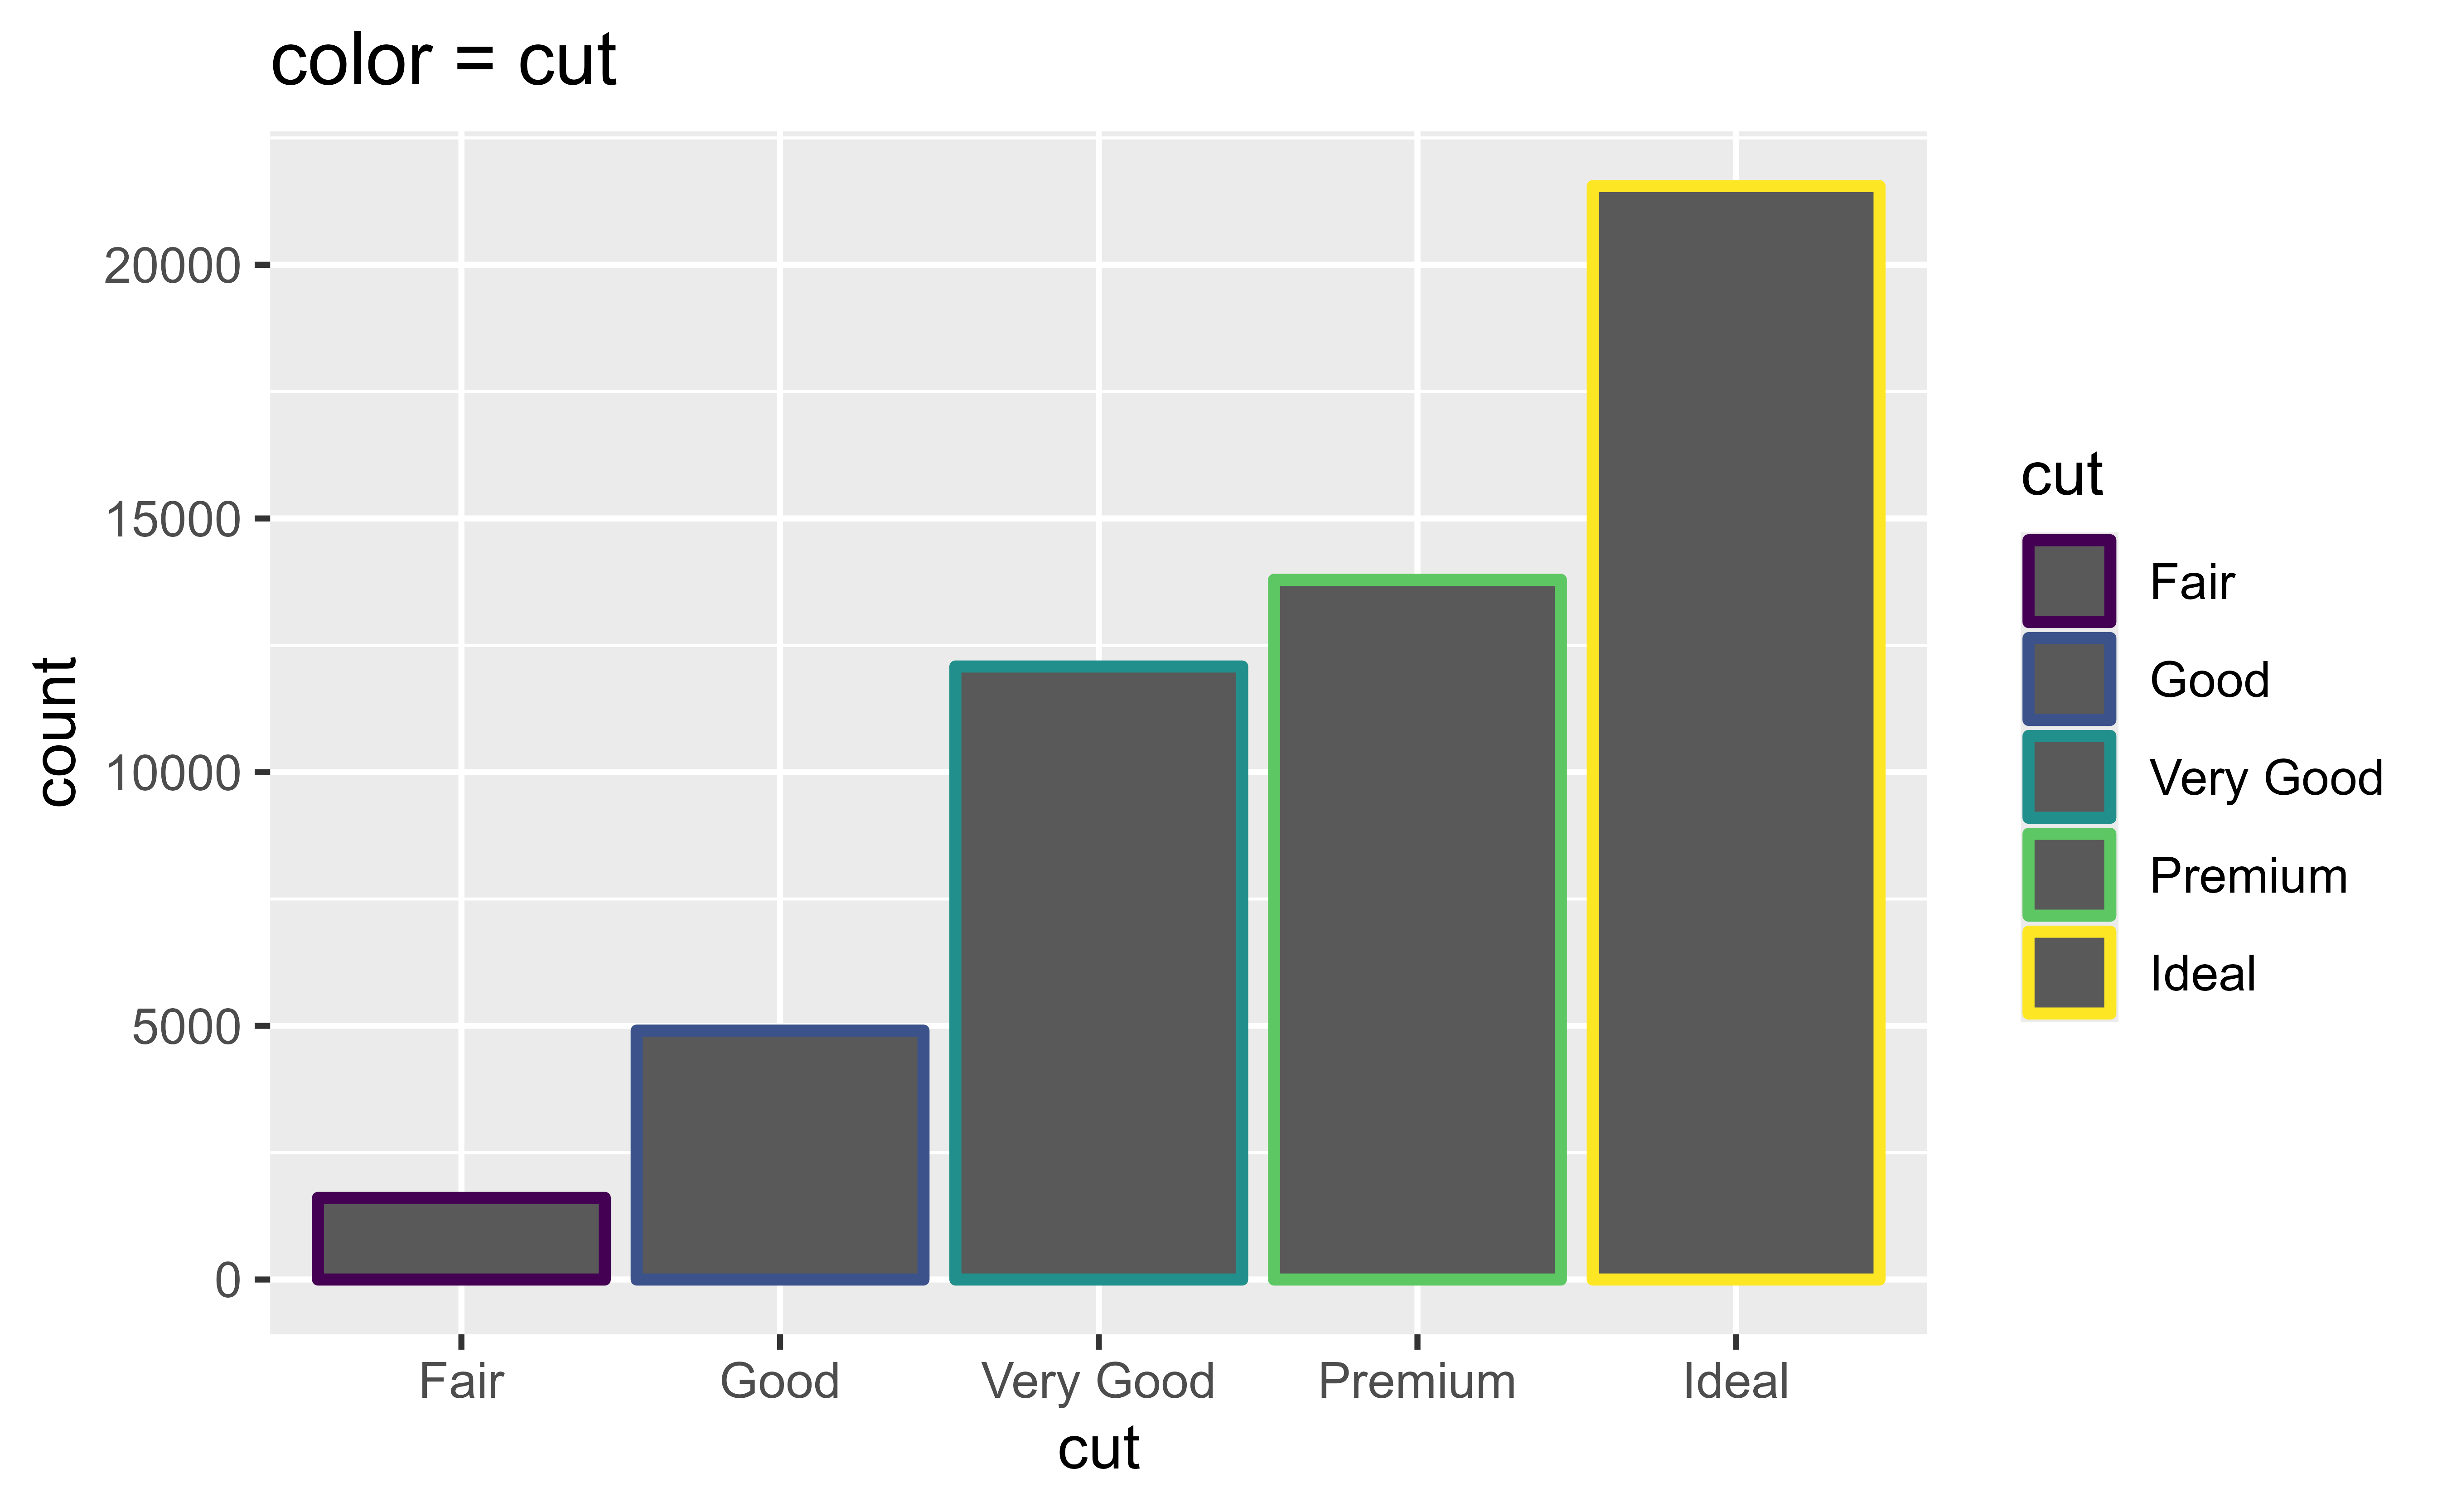 color = cut
count
20000
15000
10000
5000
0
Fair
Good
Very Good
Premium
Ideal
cut
cut
Fair
Good
Very Good
Premium
Ideal